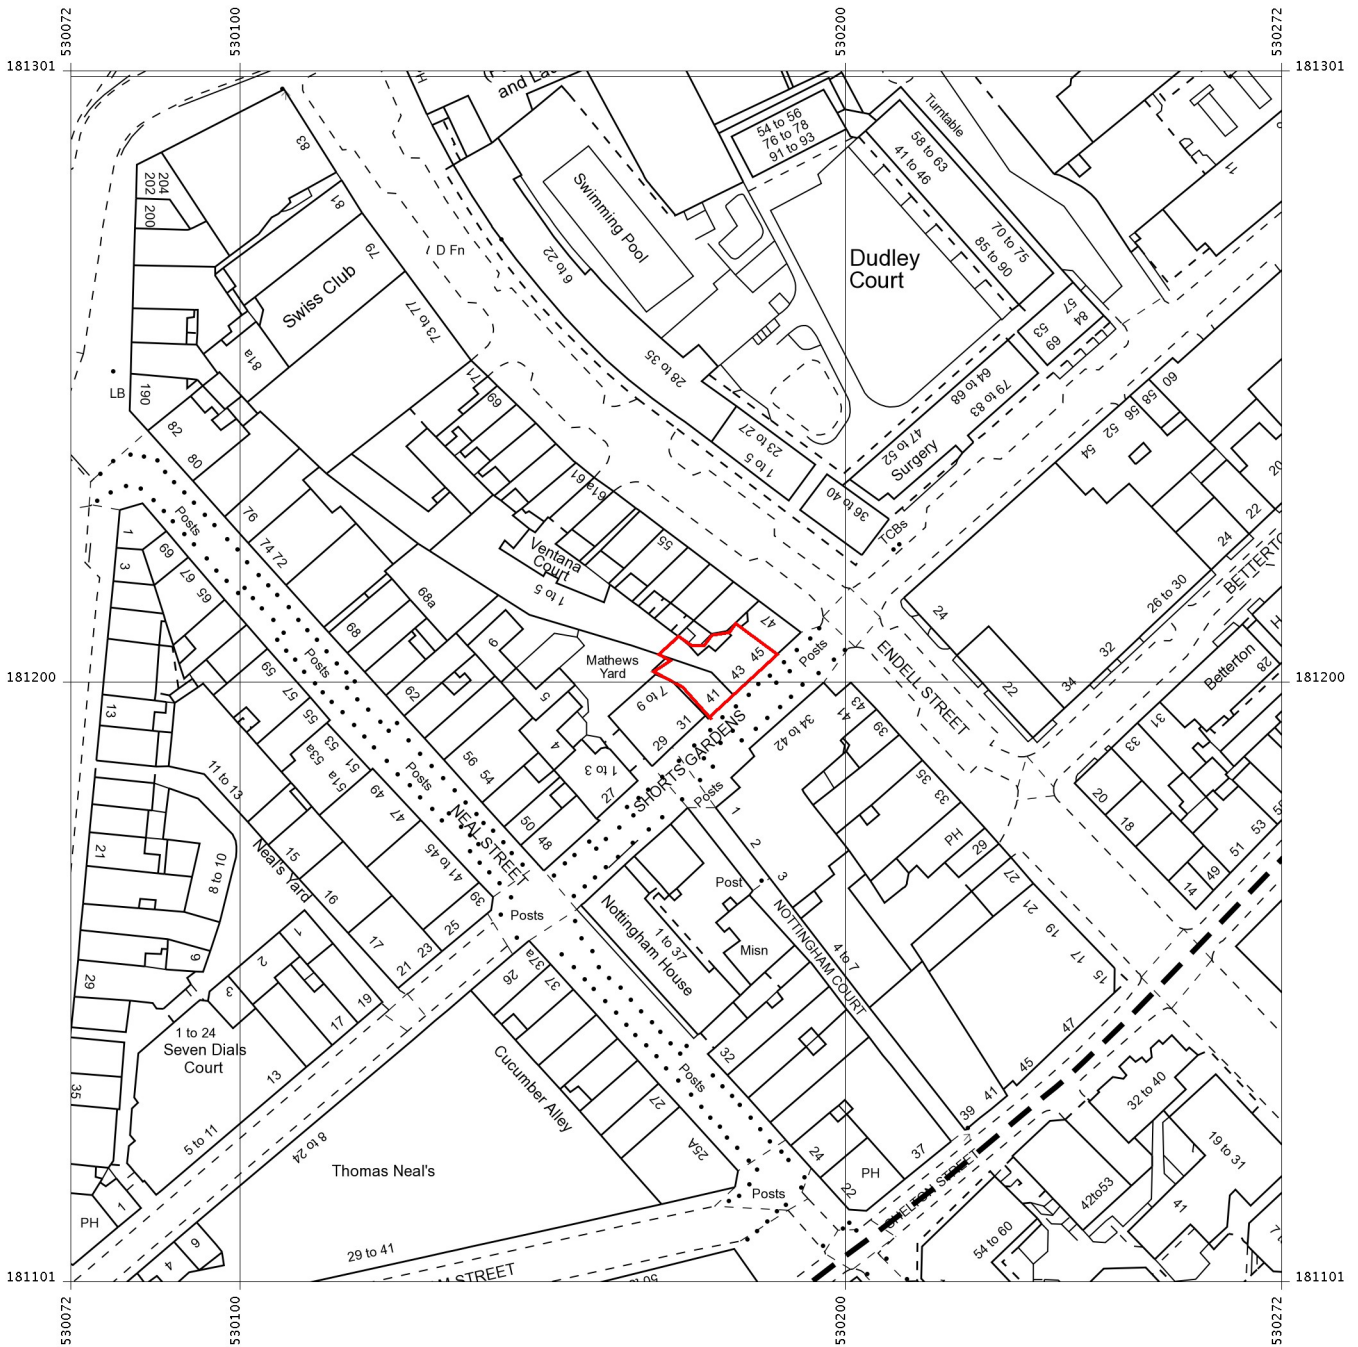 530072
530100
530200
530272
181301
181301
and
54 to 56
76 to 78
91 to 93
Turntable
58 to 63
41 to 46
83
204
202
200
81
79
Swiss Club
73 to 77
81a
D Fn
Swimming Pool
6 to 22
Dudley
Court
70 to 75
85 to 90
11
57
84
53
69
LB
190
82
80
71
69
28 to 35
64 to 68
79 to 83
60
58
56
52
54
23 to 27
1 to 5
47 to 52
Surgery
61a
61
36 to 40
TCBs
20
22
24
Posts
76
74
72
1
3
69
67
65
55
Ventana
Court
1 to 5
68a
68
9
47
45
43
41
Posts
24
26 to 30
32
34
22
ENDELL STREET
Betterton
28
181200
181200
Mathews
Yard
Posts
59
57
55
53
53a
51
51a
49
47
62
5
4
7 to 9
31
29
1 to 3
27
SHORTS GARDENS
34 to 42
43
41
39
35
33
31
33
13
11 to 13
Posts
56
54
50
48
NEAL STREET
Posts
1
2
3
PH
29
27
21
19
17
15
20
18
14
49
51
53
21
Neal's Yard
15
8 to 10
19
41 to 45
39
Posts
Post
Nottingham House
1 to 37
Misn
NOTTINGHAM COURT
4 to 7
9
1
2
3
17
25
23
21
19
17
13
26
37a
37
29
1 to 24
Seven Dials
Court
32
Posts
47
45
41
39
37
32 to 40
35
5 to 11
8 to 24
Cucumber Alley
27
25A
24
22
PH
SHELTON STREET
19 to 31
42to53
41
Thomas Neal's
Posts
54 to 60
PH
1
6
4
29 to 41
STREET
181101
181101
530072
530100
530200
530272